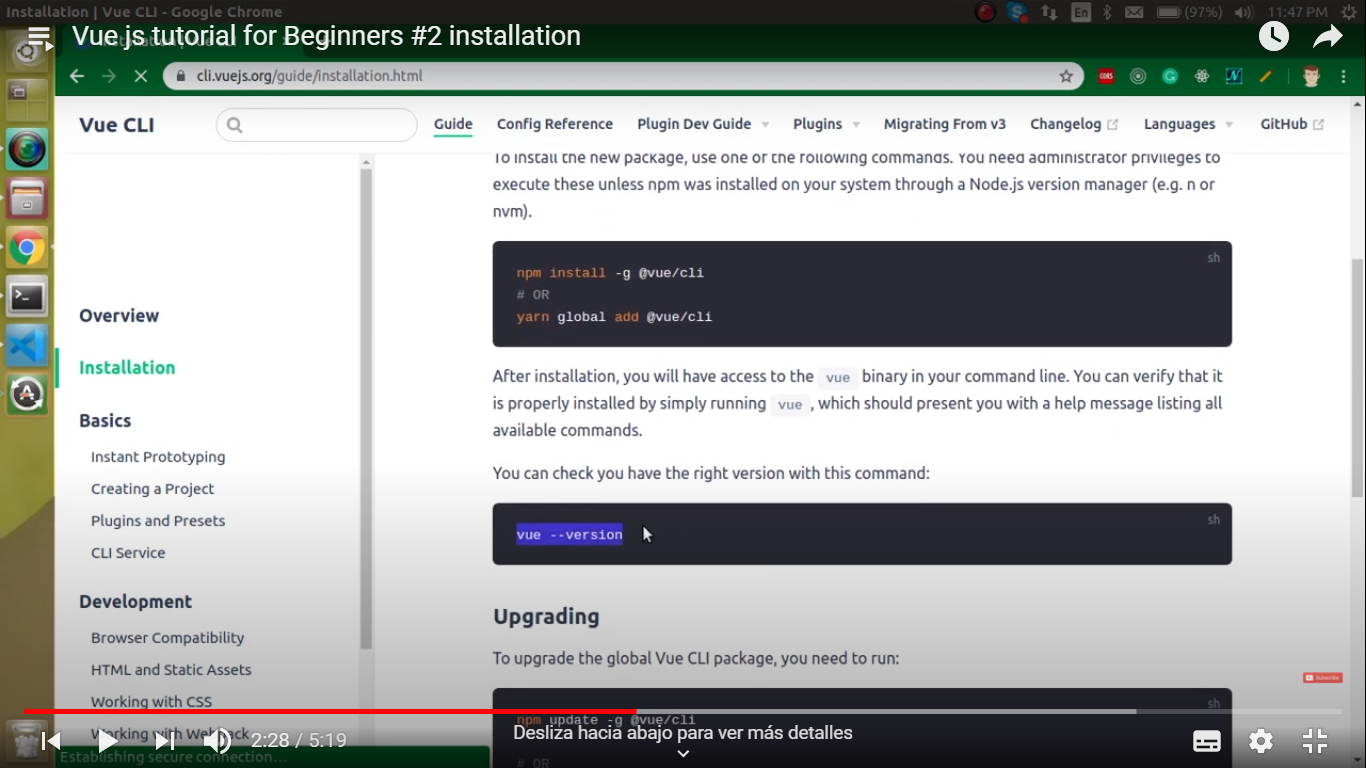 Installation | Vue CLI - Google Chrome
En
(97%)
11:47 PM
Vue js tutorial for Beginners #2 installation
cli.vuejs.org/guide/installation.html
CORS
Vue CLI
Guide
Config Reference
Plugin Dev Guide
Plugins
Migrating From v3
Changelog
Languages
GitHub
To install the new package, use one of the following commands. You need administrator privileges to
execute these unless npm was installed on your system through a Node.js version manager (e.g. n or
nvm).
sh
npm install -g @vue/cli
# OR
yarn global add @vue/cli
Overview
Installation
Basics
Instant Prototyping
Creating a Project
Plugins and Presets
CLI Service
Development
Browser Compatibility
HTML and Static Assets
Working with CSS
Working with Webpack
After installation, you will have access to the vue binary in your command line. You can verify that it
is properly installed by simply running vue , which should present you with a help message listing all
available commands.
You can check you have the right version with this command:
sh
vue --version
Upgrading
To upgrade the global Vue CLI package, you need to run:
Subscribe
sh
npm update -g @vue/cli
# OR
2:28 / 5:19
Desliza hacia abajo para ver más detalles
Establishing secure connection...